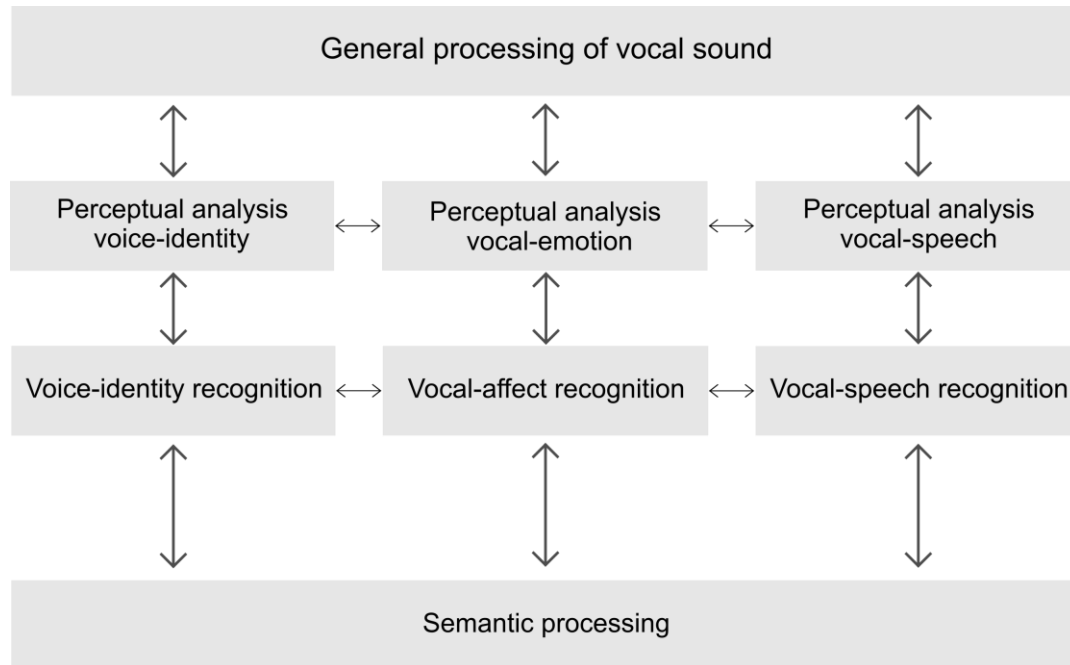 General processing of vocal sound
Perceptual analysis
voice-identity
Perceptual analysis
vocal-emotion
Perceptual analysis
vocal-speech
Voice-identity recognition
Vocal-affect recognition
Vocal-speech recognition
Semantic processing